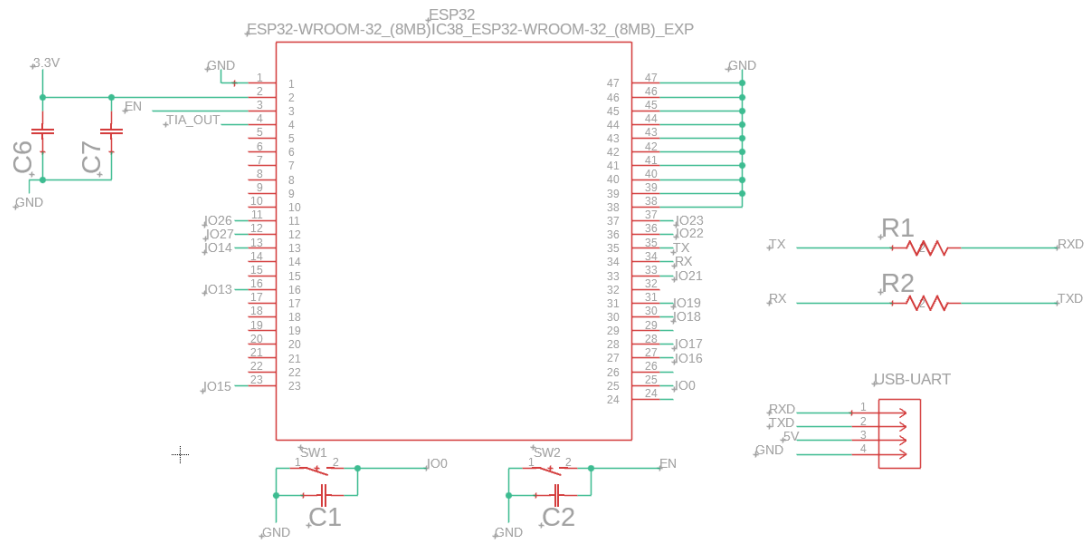 ESP32
ESP32-WROOM-32_(8MB)IC38_ESP32-WROOM-32_(8MB)_EXP
3.3V
C6
C7
GND
GND
EN
TIA_OUT
IO26
IO27
IO14
IO13
IO15
1 1
2 2
3 3
4 4
5 5
6 6
7 7
8 8
9 9
10 10
11 11
12 12
13 13
14 14
15 15
16 16
17 17
18 18
19 19
20 20
21 21
22 22
23 23
GND
47 47
46 46
45 45
44 44
43 43
42 42
41 41
40 40
39 39
38 38
37 37 IO23
36 36 IO22
35 35 TX
34 34 RX
33 33 IO21
32 32
31 31 IO19
30 30 IO18
29 29
28 28 IO17
27 27 IO16
26 26
25 25 IO0
24 24
R1
TX RXD
R2
RX TXD
USB-UART
RXD 1
TXD 2
5V 3
GND 4
SW1
1 2 IO0
C1
GND
SW2
1 2 EN
C2
GND